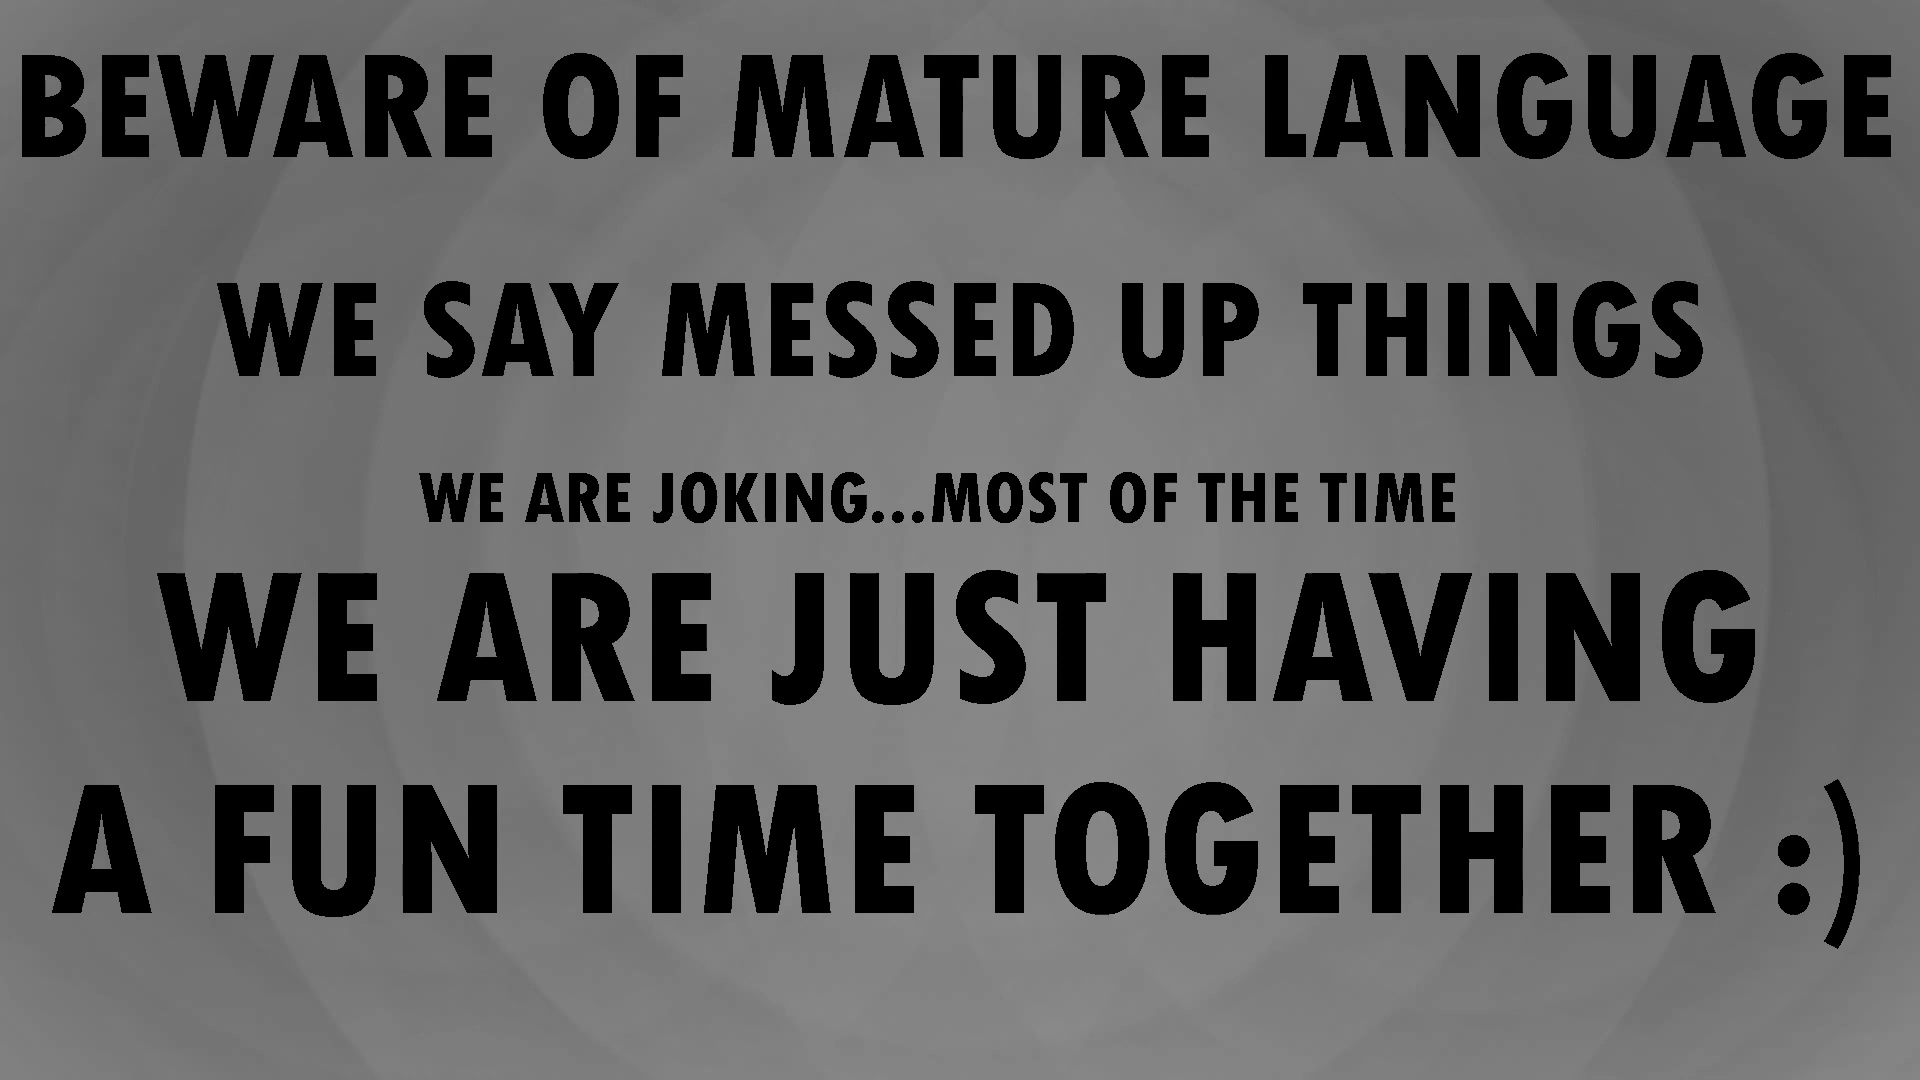 BEWARE OF MATURE LANGUAGE
WE SAY MESSED UP THINGS
WE ARE JOKING...MOST OF THE TIME
WE ARE JUST HAVING
A FUN TIME TOGETHER :)